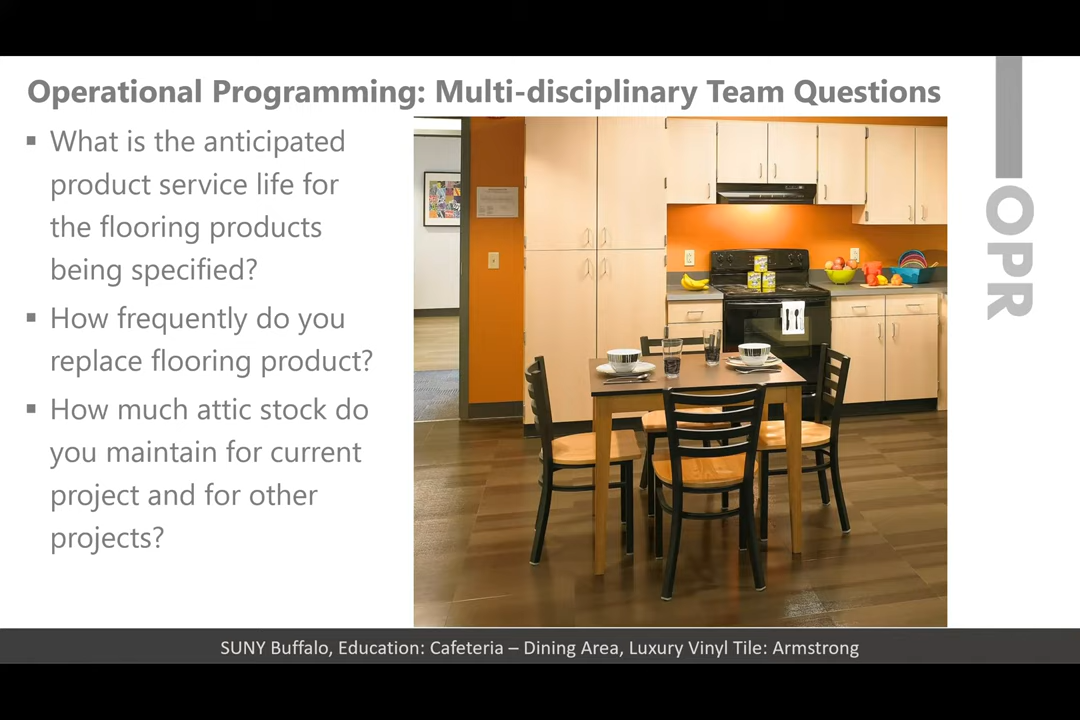 Operational Programming: Multi-disciplinary Team Questions
▪ What is the anticipated
product service life for
the flooring products
being specified?
▪ How frequently do you
replace flooring product?
▪ How much attic stock do
you maintain for current
project and for other
projects?
OPR
SUNY Buffalo, Education: Cafeteria – Dining Area, Luxury Vinyl Tile: Armstrong